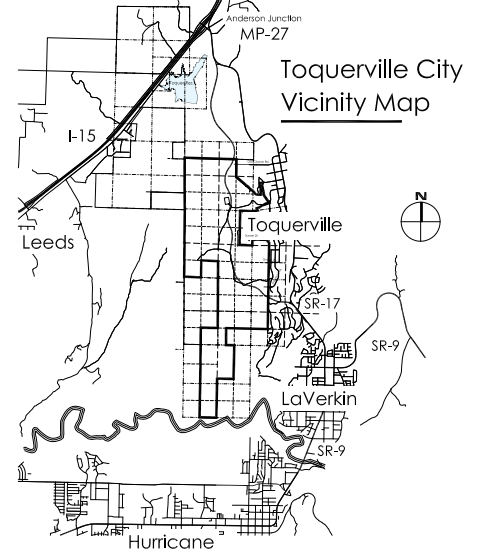 Anderson Junction
MP-27
Toquerville City
Vicinity Map
I-15
N
Toquerville
Leeds
SR-17
SR-9
LaVerkin
SR-9
Hurricane